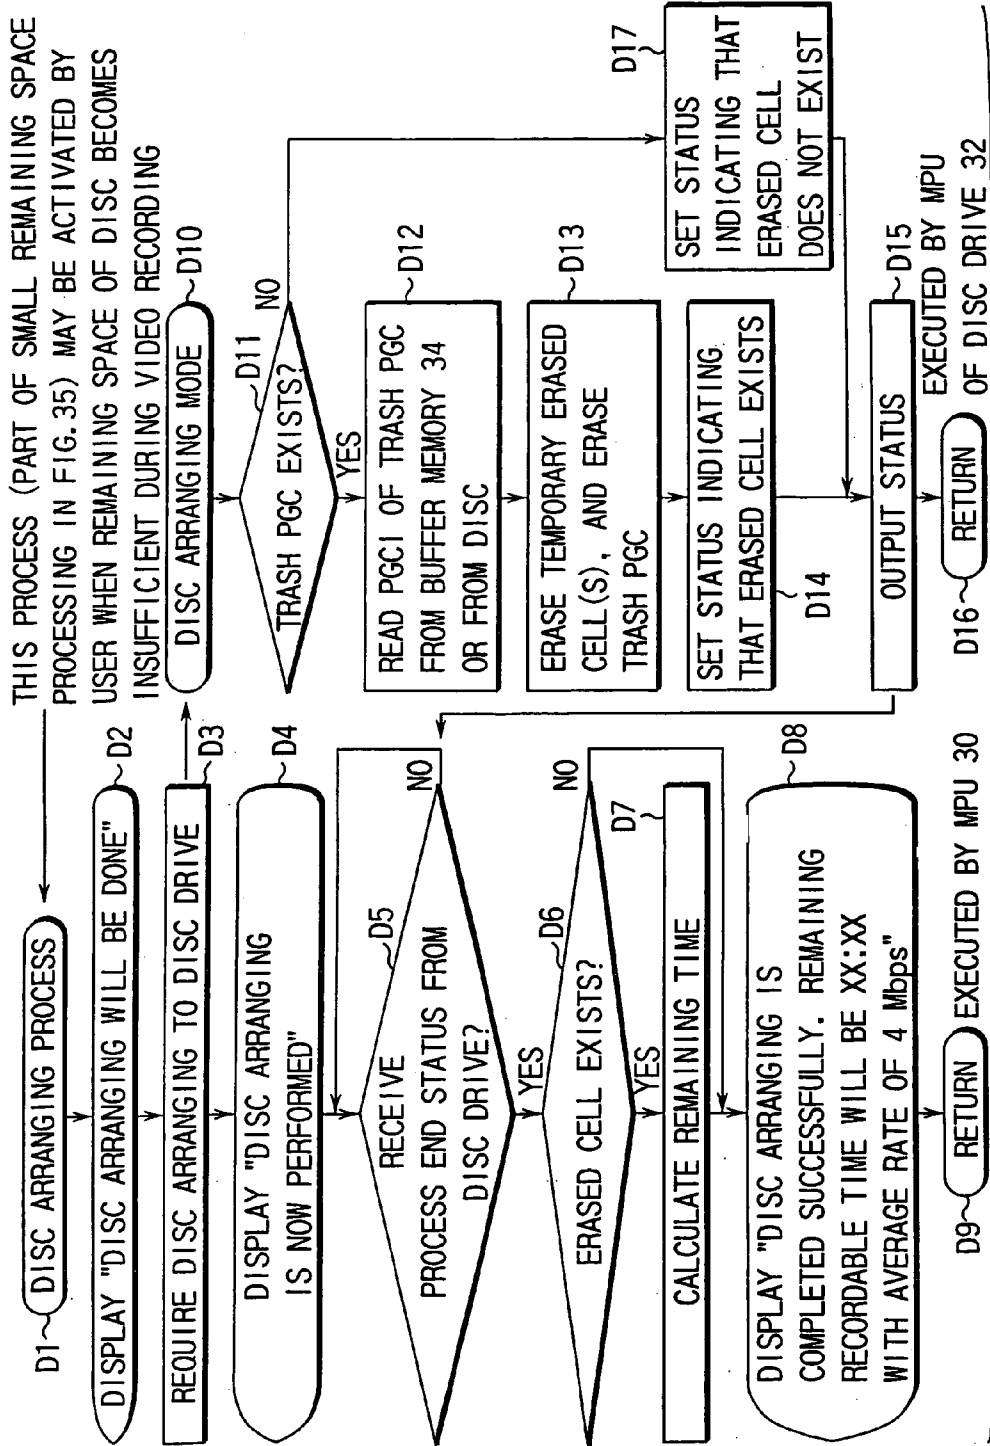 THIS PROCESS (PART OF SMALL REMAINING SPACE
PROCESSING IN FIG.35) MAY BE ACTIVATED BY
USER WHEN REMAINING SPACE OF DISC BECOMES
INSUFFICIENT DURING VIDEO RECORDING
D1
DISC ARRANGING PROCESS
D2
DISPLAY "DISC ARRANGING WILL BE DONE"
D3
REQUIRE DISC ARRANGING TO DISC DRIVE
D4
DISPLAY "DISC ARRANGING
IS NOW PERFORMED"
D5
RECEIVE
PROCESS END STATUS FROM
DISC DRIVE?
NO
YES
D6
ERASED CELL EXISTS?
NO
YES
D7
CALCULATE REMAINING TIME
D8
DISPLAY "DISC ARRANGING IS
COMPLETED SUCCESSFULLY. REMAINING
RECORDABLE TIME WILL BE XX:XX
WITH AVERAGE RATE OF 4 Mbps"
D9
RETURN
EXECUTED BY MPU 30
D10
DISC ARRANGING MODE
D11
TRASH PGC EXISTS?
NO
YES
D12
READ PGCI OF TRASH PGC
FROM BUFFER MEMORY 34
OR FROM DISC
D13
ERASE TEMPORARY ERASED
CELL(S), AND ERASE
TRASH PGC
SET STATUS INDICATING
THAT ERASED CELL EXISTS
D14
D17
SET STATUS
INDICATING THAT
ERASED CELL
DOES NOT EXIST
D15
OUTPUT STATUS
D16
RETURN
EXECUTED BY MPU
OF DISC DRIVE 32